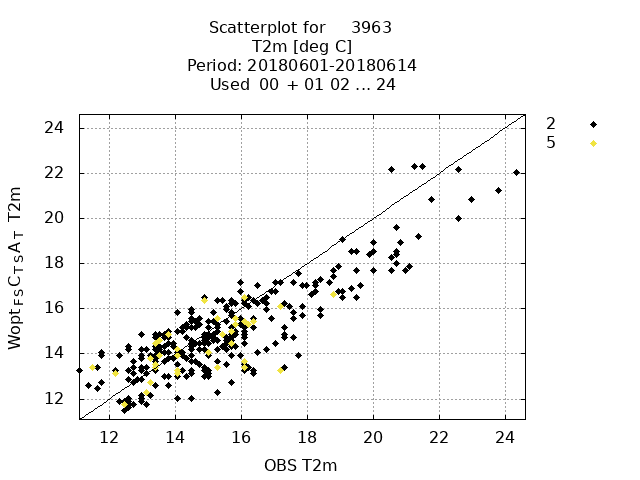 Scatterplot for 3963
T2m [deg C]
Period: 20180601-20180614
Used 00 + 01 02 ... 24
2
5
24
22
20
18
16
14
12
12 14 16 18 20 22 24
Wopt FS C TS A T T2m
OBS T2m